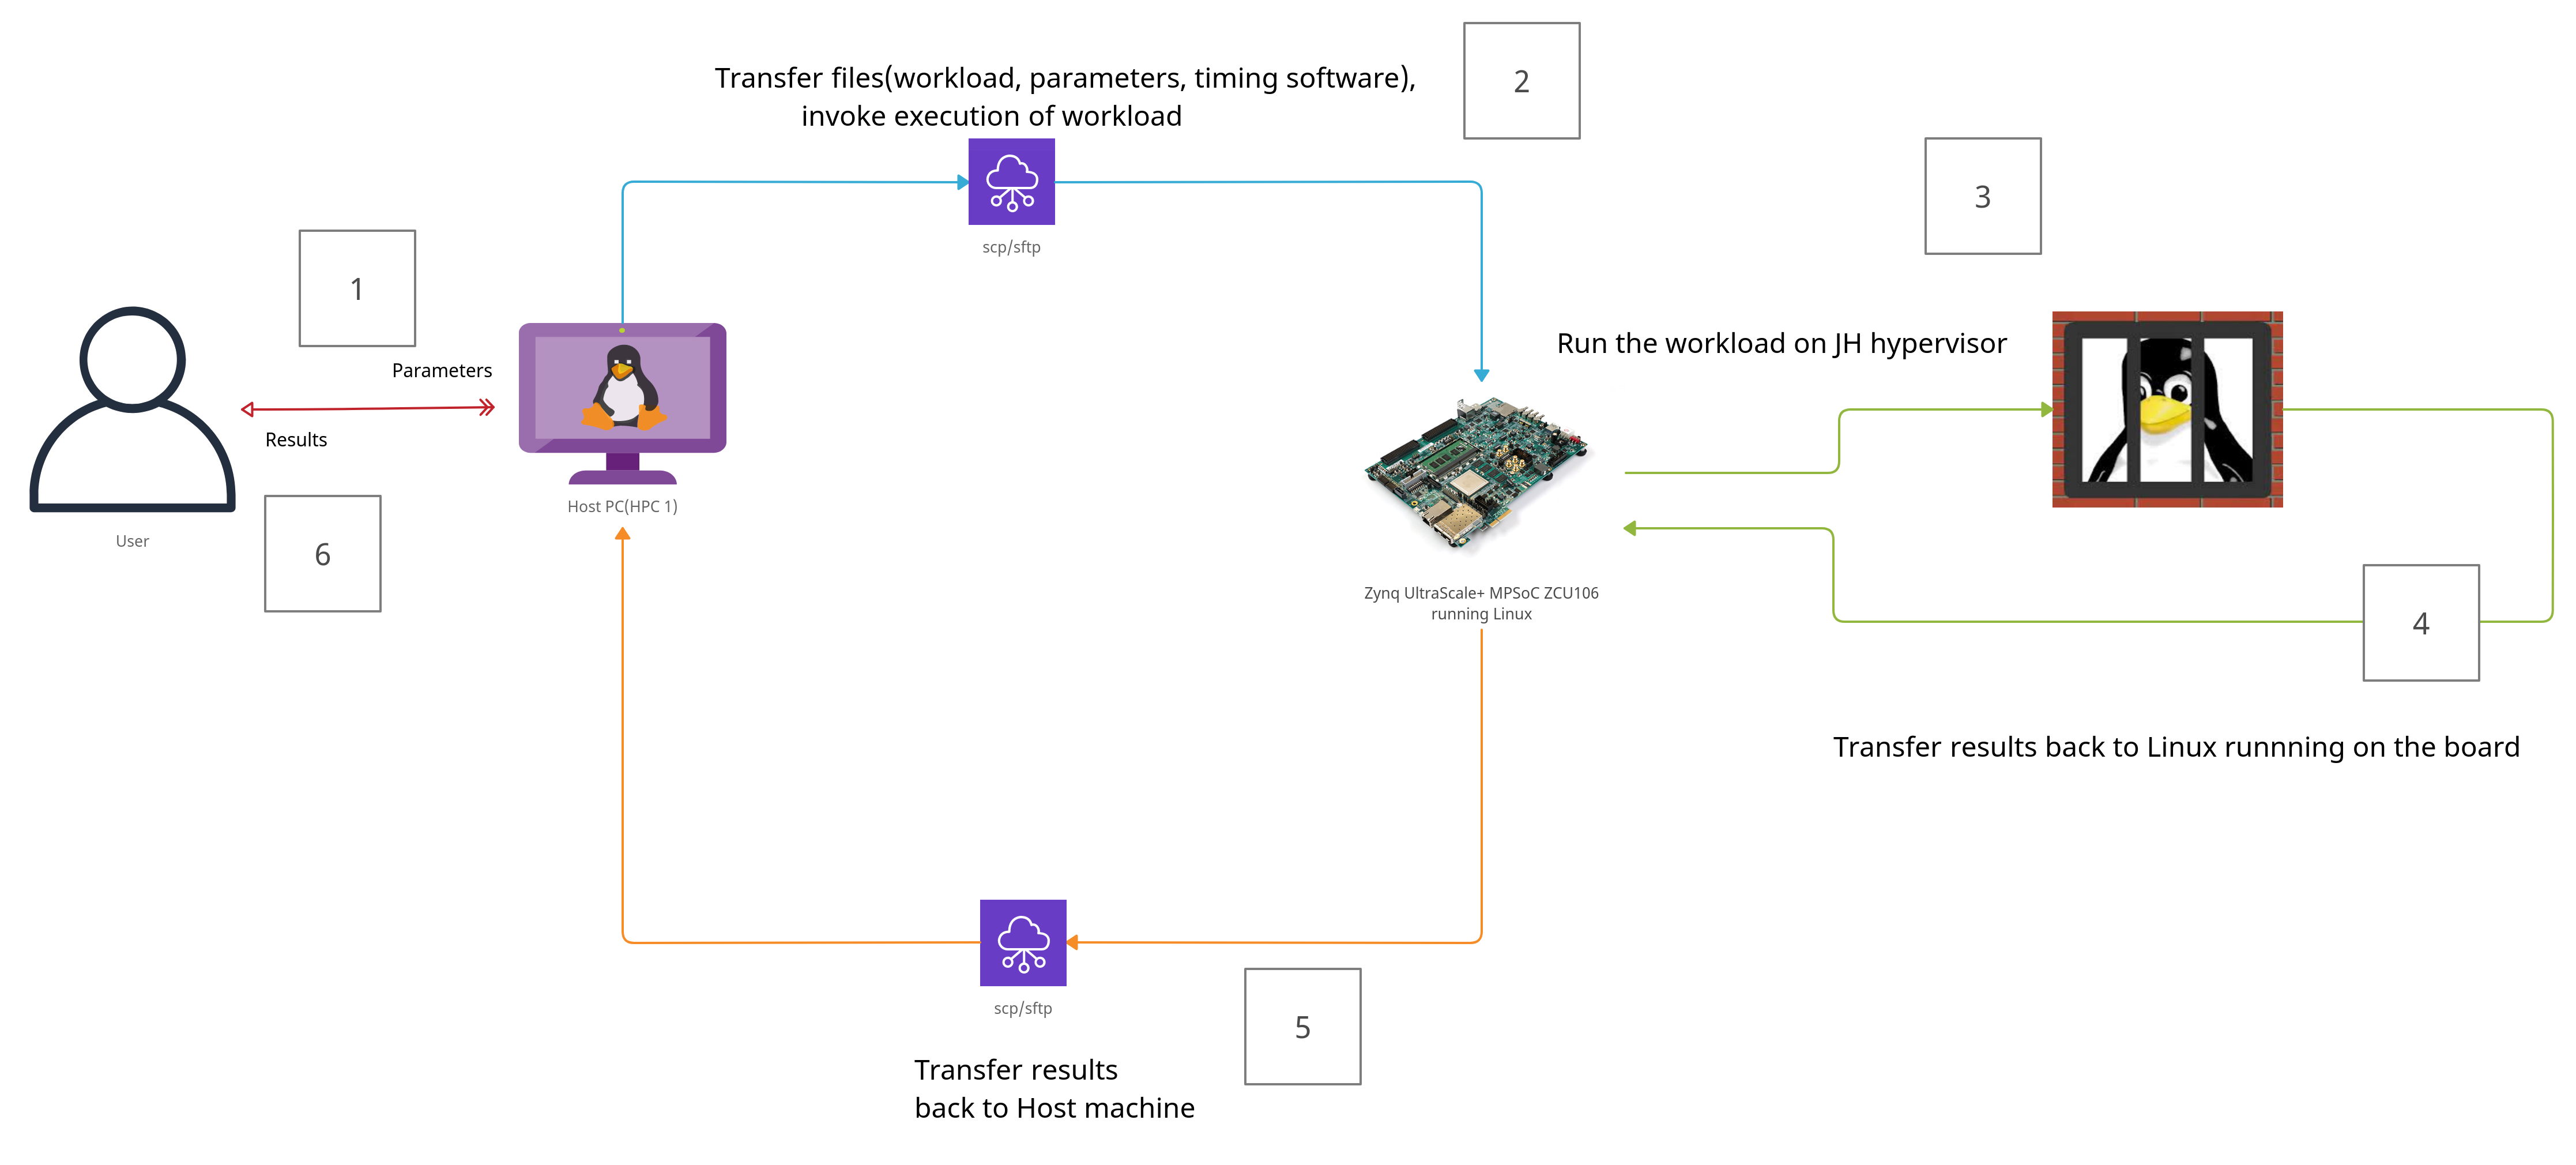 2
Transfer files(workload, parameters, timing software),
invoke execution of workload
3
scp/sftp
1
Run the workload on JH hypervisor
Parameters
Results
Host PC(HPC 1)
User
6
Zynq UltraScale+ MPSoC ZCU106
running Linux
4
Transfer results back to Linux runnning on the board
scp/sftp
5
Transfer results
back to Host machine